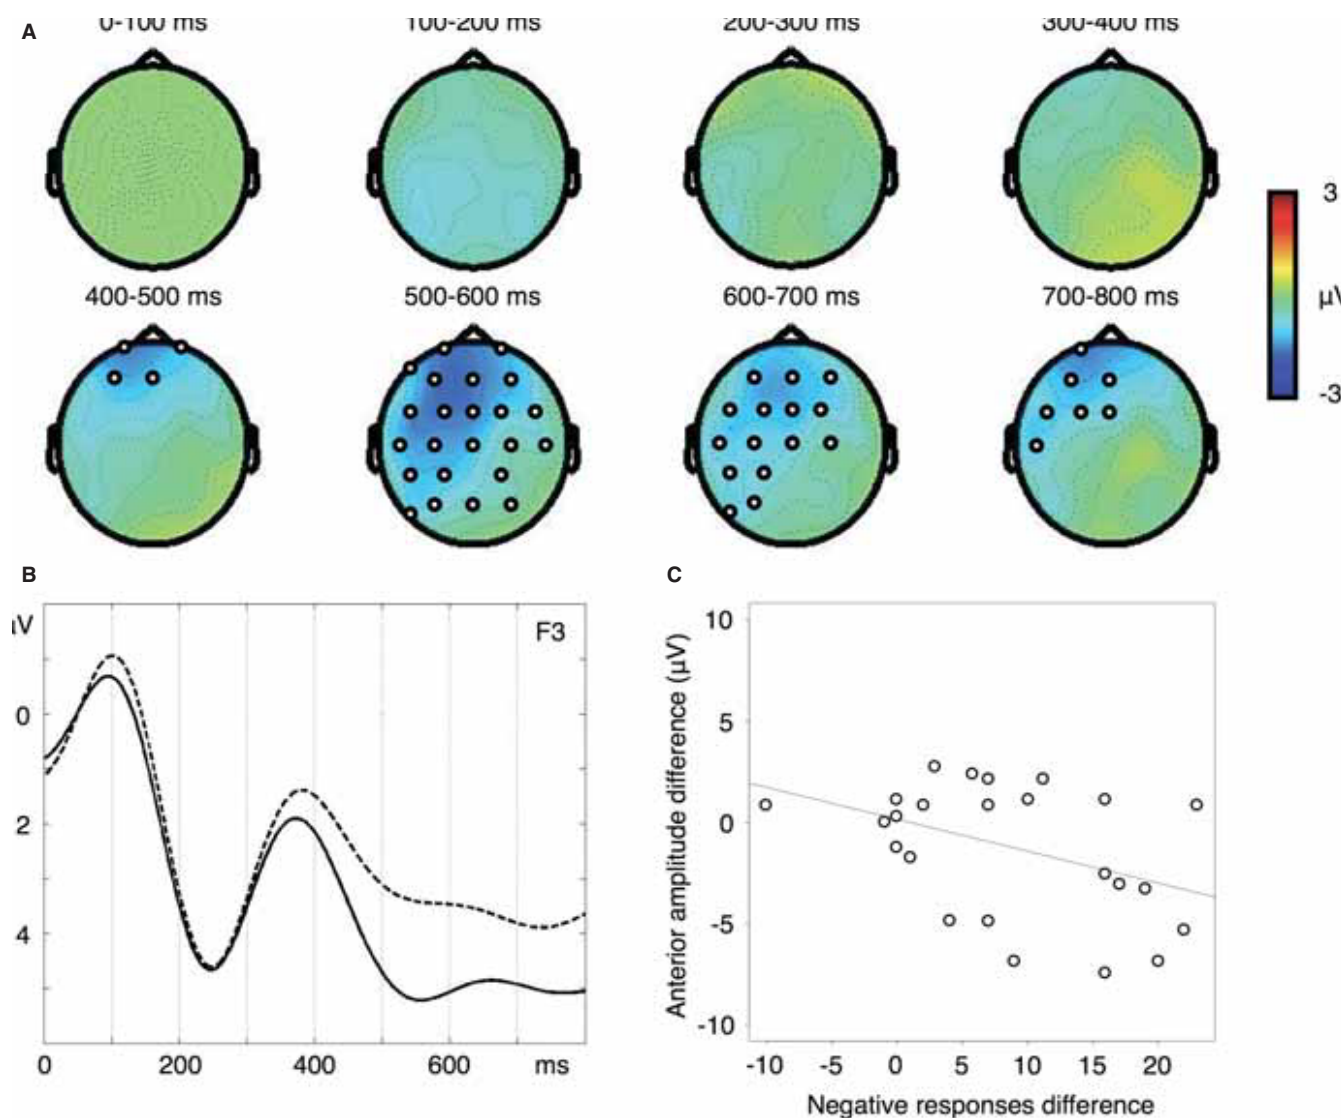 A
0-100 ms 100-200 ms 200-300 ms 300-400 ms
3
400-500 ms 500-600 ms 600-700 ms 700-800 ms
-3
B
C
F3
0
2
4
0 200 400 600 ms
Anterior amplitude difference (µV)
10
5
0
-5
-10
-10 -5 0 5 10 15 20
Negative responses difference